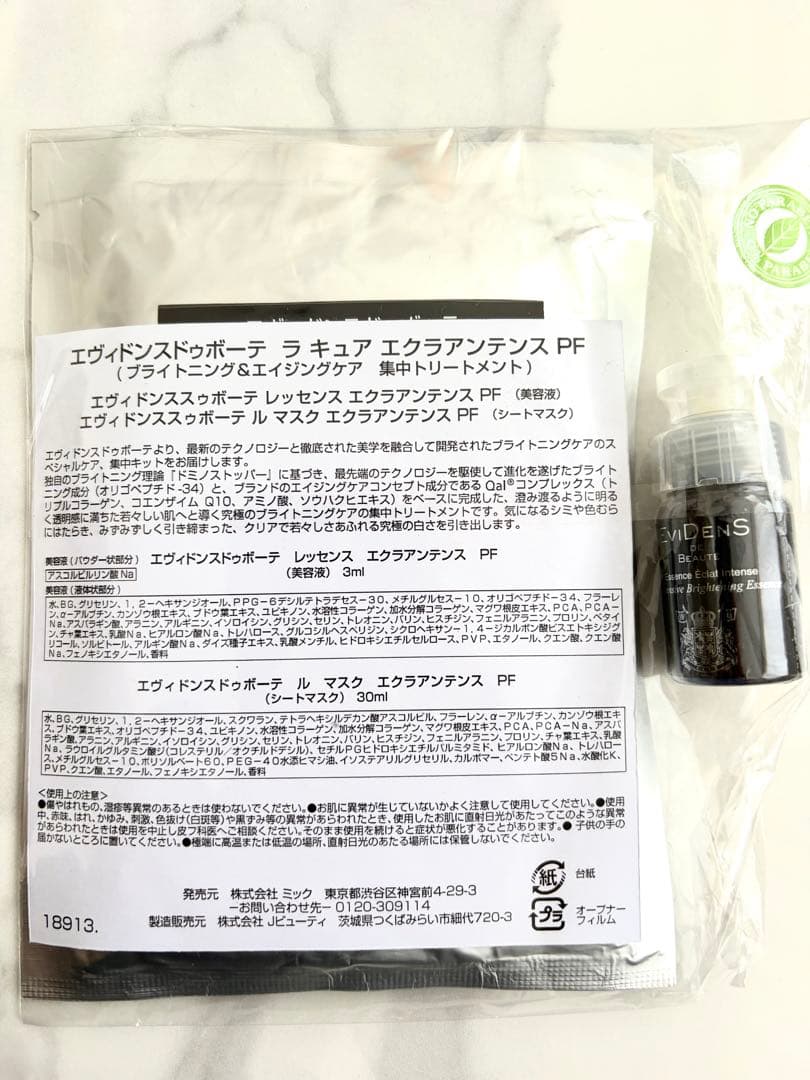 エヴィドンスドゥボーテ ラ キュア エクラアンテンス PF
(ブライトニング&エイジングケア 集中トリートメント)
エヴィドンススゥボーテ レッセンス エクラアンテンス PF (美容液)
エヴィドンススゥボーテ ル マスク エクラアンテンス PF (シートマスク)
エヴィドンスドゥボーテより、最新のテクノロジーと徹底された美学を融合して開発されたブライトニングケアのス
ペシャルケア、集中キットをお届けします。
独自のブライトニング理論「ドミノストッパー」に基づき、最先端のテクノロジーを駆使して進化を遂げたブライト
ニング成分(オリゴペプチド-34)と、ブランドのエイジングケアコンセプト成分であるQaI®コンプレックス(ト
リプルコラーゲン、コエンザイム Q10、アミノ酸、ソウハクヒエキス)をベースに完成した、澄み渡るように明る
く透明感に満ちた若々しい肌へと導く究極のブライトニングケアの集中トリートメントです。気になるシミや色むら
にはたらき、みずみずしく引き締まった、クリアで若々しさあふれる究極の白さを引き出します。
美容液(パウダー状部分) エヴィドンスドゥボーテ レッセンス エクラアンテンス PF
アスコルビルリン酸Na (美容液) 3ml
美容液(液体状部分)
水、BG、グリセリン、1,2-ヘキサンジオール、PPG-6デシルテトラデセス-30、メチルグルセス-10、オリゴペプチド-34、フラーレ
ン、α-アルブチン、カンゾウ根エキス、ブドウ葉エキス、ユビキノン、水溶性コラーゲン、加水分解コラーゲン、マグワ根皮エキス、PCA、PCA-
Na、アスパラギン酸、アラニン、アルギニン、イソロイシン、グリシン、セリン、トレオニン、バリン、ヒスチジン、フェニルアラニン、プロリン、ベタイ
ン、チャ葉エキス、乳酸Na、ヒアルロン酸Na、トレハロース、グルコシルヘスペリジン、シクロヘキサン-1,4-ジカルボン酸ビスエトキシジグ
リコール、ソルビトール、アルギン酸Na、ダイズ種子エキス、乳酸メンチル、ヒドロキシエチルセルロース、PVP、エタノール、クエン酸、クエン酸
Na、フェノキシエタノール、香料
エヴィドンスドゥボーテ ル マスク エクラアンテンス PF
(シートマスク) 30ml
水、BG、グリセリン、1,2-ヘキサンジオール、スクワラン、テトラヘキシルデカン酸アスコルビル、フラーレン、α-アルブチン、カンゾウ根エキ
ス、ブドウ葉エキス、オリゴペプチド-34、ユビキノン、水溶性コラーゲン、加水分解コラーゲン、マグワ根皮エキス、PCA、PCA-Na、アスパ
ラギン酸、アラニン、アルギニン、イソロイシン、グリシン、セリン、トレオニン、バリン、ヒスチジン、フェニルアラニン、プロリン、チャ葉エキス、乳酸
Na、ラウロイルグルタミン酸ジ(コレステリル/オクチルドデシル)、セチルPGヒドロキシエチルパルミタミド、ヒアルロン酸Na、トレハロー
ス、メチルグルセス-10、ポリソルベート60、PEG-40水添ヒマシ油、イソステアリルグリセリル、カルボマー、ペンテト酸5Na、水酸化K、
PVP、クエン酸、エタノール、フェノキシエタノール、香料
<使用上の注意>
●傷やはれもの、湿疹等異常のあるときは使わないでください。●お肌に異常が生じていないかよく注意して使用してください。●使用
中、赤味、はれ、かゆみ、刺激、色抜け(白斑等)や黒ずみ等の異常があらわれたとき、使用したお肌に直射日光があたってこのような異常
があらわれたときは使用を中止し皮フ科医へご相談ください。そのまま使用を続けると症状が悪化することがあります。● 子供の手の
届かないところに置いてください。●極端に高温または低温の場所、直射日光のあたる場所には保管しないでください。
発売元 株式会社 ミック 東京都渋谷区神宮前4-29-3
-お問い合わせ先- 0120-309114
18913. 製造販売元 株式会社 Jビューティ 茨城県つくばみらい市細代720-3
紙 台紙
プラ オープナー
フィルム
EVIDENS
DE
BEAUTÉ
Essence Éclat Intense
Brightening Essence